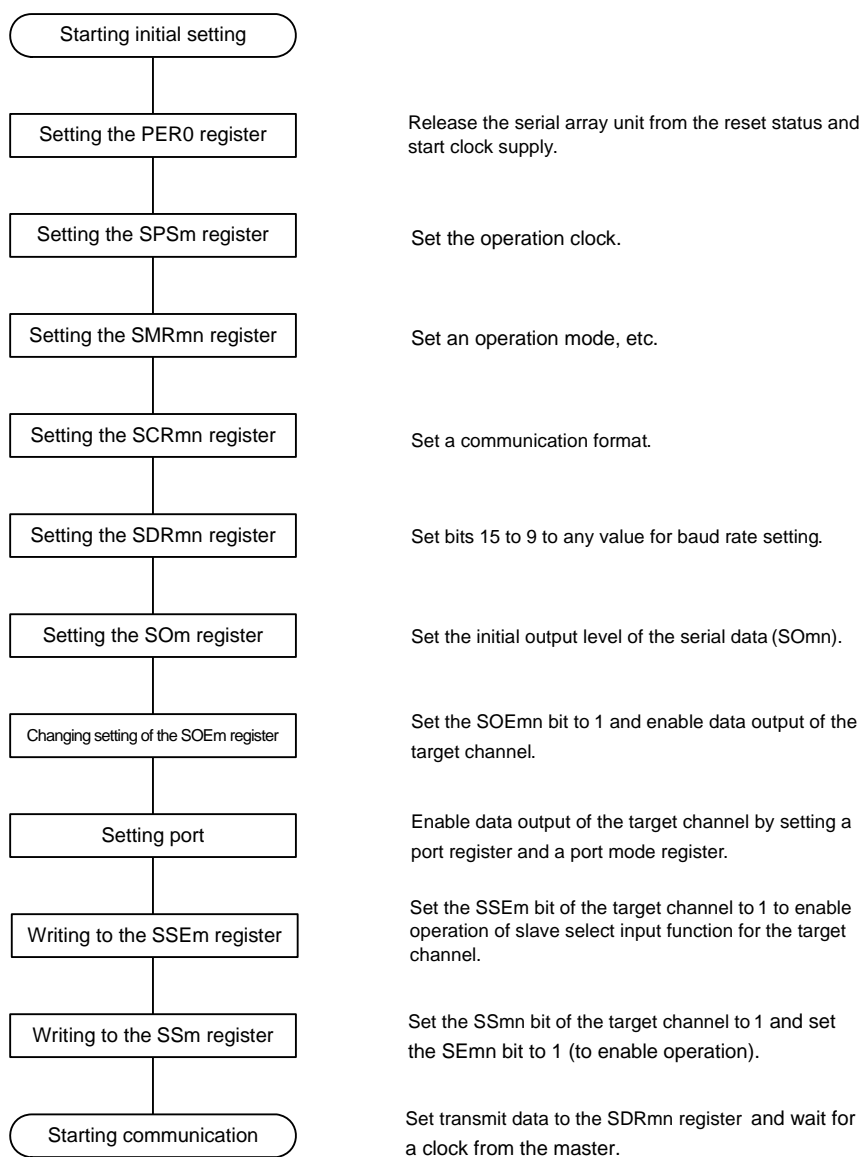 Starting initial setting
Setting the PER0 register
Release the serial array unit from the reset status and
start clock supply.
Setting the SPSm register
Set the operation clock.
Setting the SMRmn register
Set an operation mode, etc.
Setting the SCRmn register
Set a communication format.
Setting the SDRmn register
Set bits 15 to 9 to any value for baud rate setting.
Setting the SOm register
Set the initial output level of the serial data (SOmn).
Changing setting of the SOEm register
Set the SOEmn bit to 1 and enable data output of the
target channel.
Setting port
Enable data output of the target channel by setting a
port register and a port mode register.
Writing to the SSEm register
Set the SSEm bit of the target channel to 1 to enable
operation of slave select input function for the target
channel.
Writing to the SSm register
Set the SSmn bit of the target channel to 1 and set
the SEmn bit to 1 (to enable operation).
Starting communication
Set transmit data to the SDRmn register and wait for
a clock from the master.